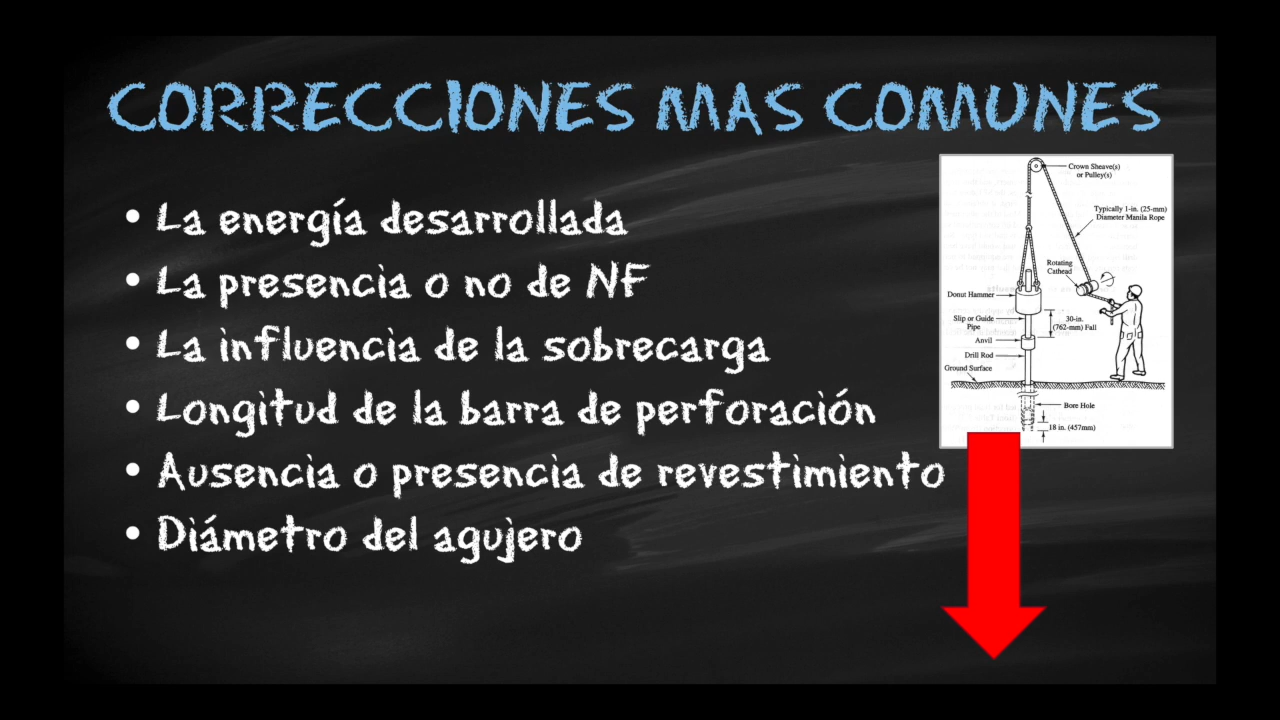 CORRECCIONES MAS COMUNES
• La energía desarrollada
• La presencia o no de NF
• La influencia de la sobrecarga
• Longitud de la barra de perforación
• Ausencia o presencia de revestimiento
• Diámetro del agujero
Crown Sheave(s)
or Pulley(s)
Typically 1-in. (25-mm)
Diameter Manila Rope
Rotating
Cathead
Donut Hammer
Slip or Guide
Pipe
30-in.
(762-mm) Fall
Anvil
Drill Rod
Ground Surface
Bore Hole
18 in. (457mm)